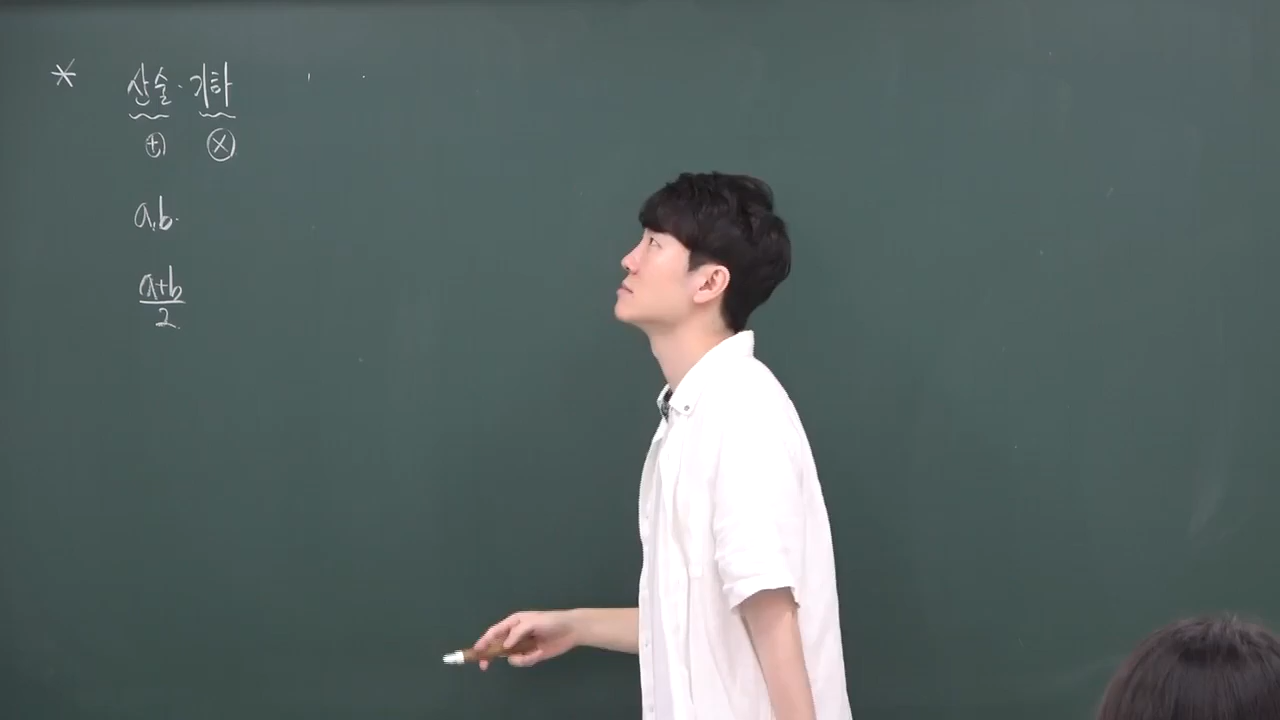 * 산술·기하
⊕ ⊗
a, b.
a+b
2.